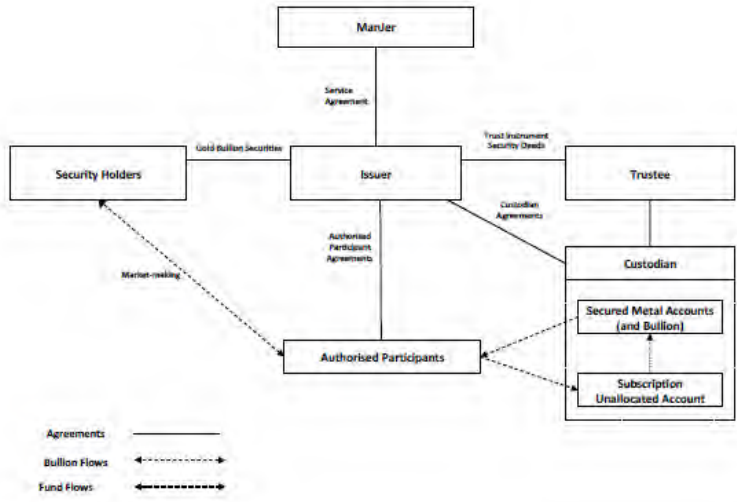 ManJer
Service
Agreement
Gold Bullion Securities
Trust Instrument
Security Deeds
Security Holders
Issuer
Trustee
Custodian
Agreements
Authorised
Participant
Agreements
Market-making
Custodian
Secured Metal Accounts
(and Bullion)
Authorised Participants
Subscription
Unallocated Account
Agreements
Bullion Flows
Fund Flows